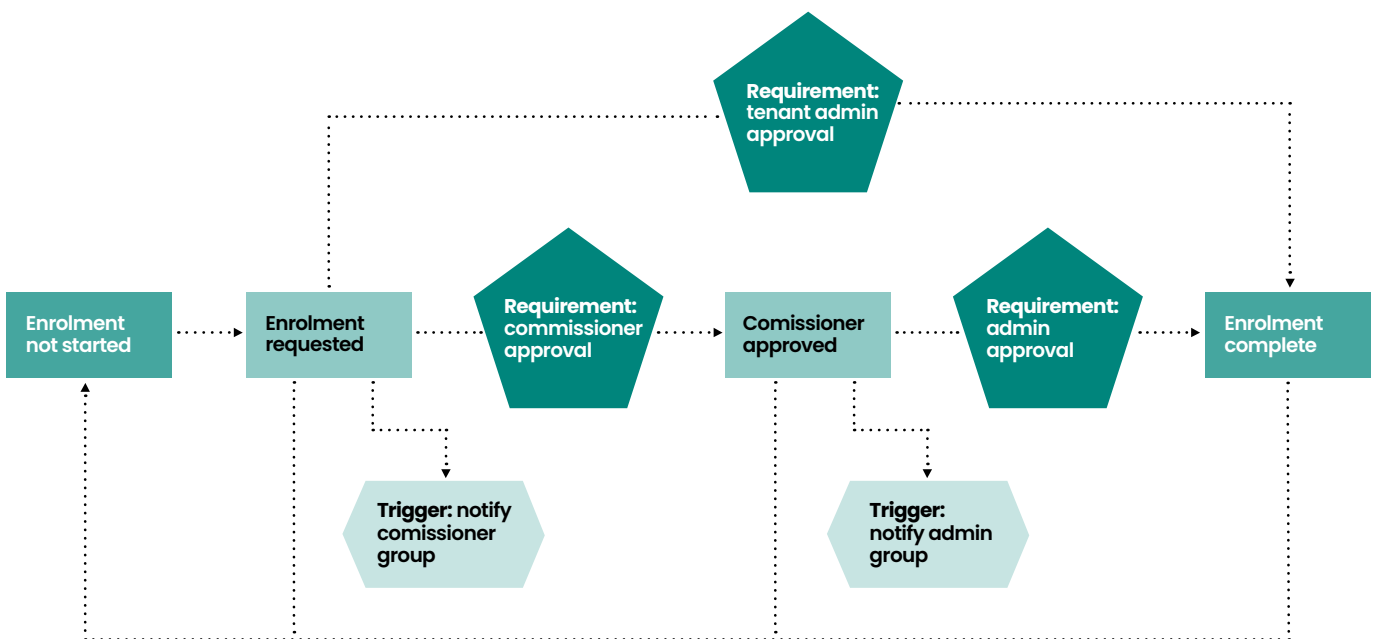 Requirement:
tenant admin
approval
Enrolment
not started
Enrolment
requested
Requirement:
commissioner
approval
Comissioner
approved
Requirement:
admin
approval
Enrolment
complete
Trigger: notify
comissioner
group
Trigger:
notify admin
group